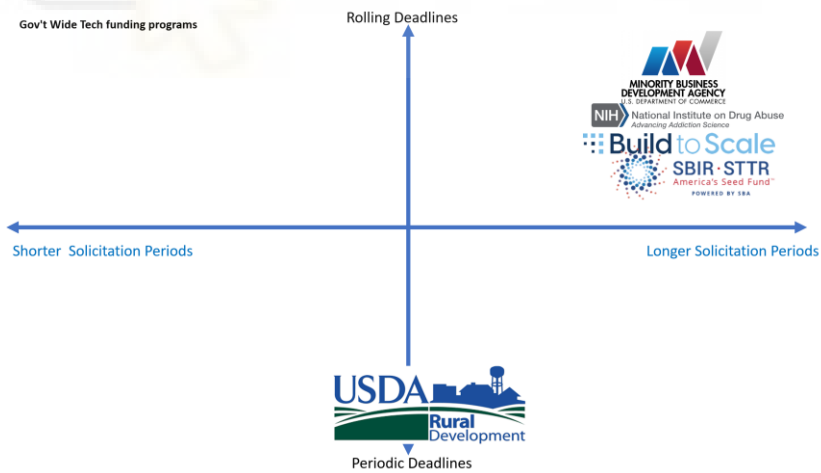 Gov't Wide Tech funding programs
Rolling Deadlines
MINORITY BUSINESS
DEVELOPMENT AGENCY
U.S. DEPARTMENT OF COMMERCE
NIH National Institute on Drug Abuse
Advancing Addiction Science
Build to Scale
SBIR·STTR
America's Seed Fund™
POWERED BY SBA
Shorter Solicitation Periods
Longer Solicitation Periods
USDA
Rural
Development
Periodic Deadlines